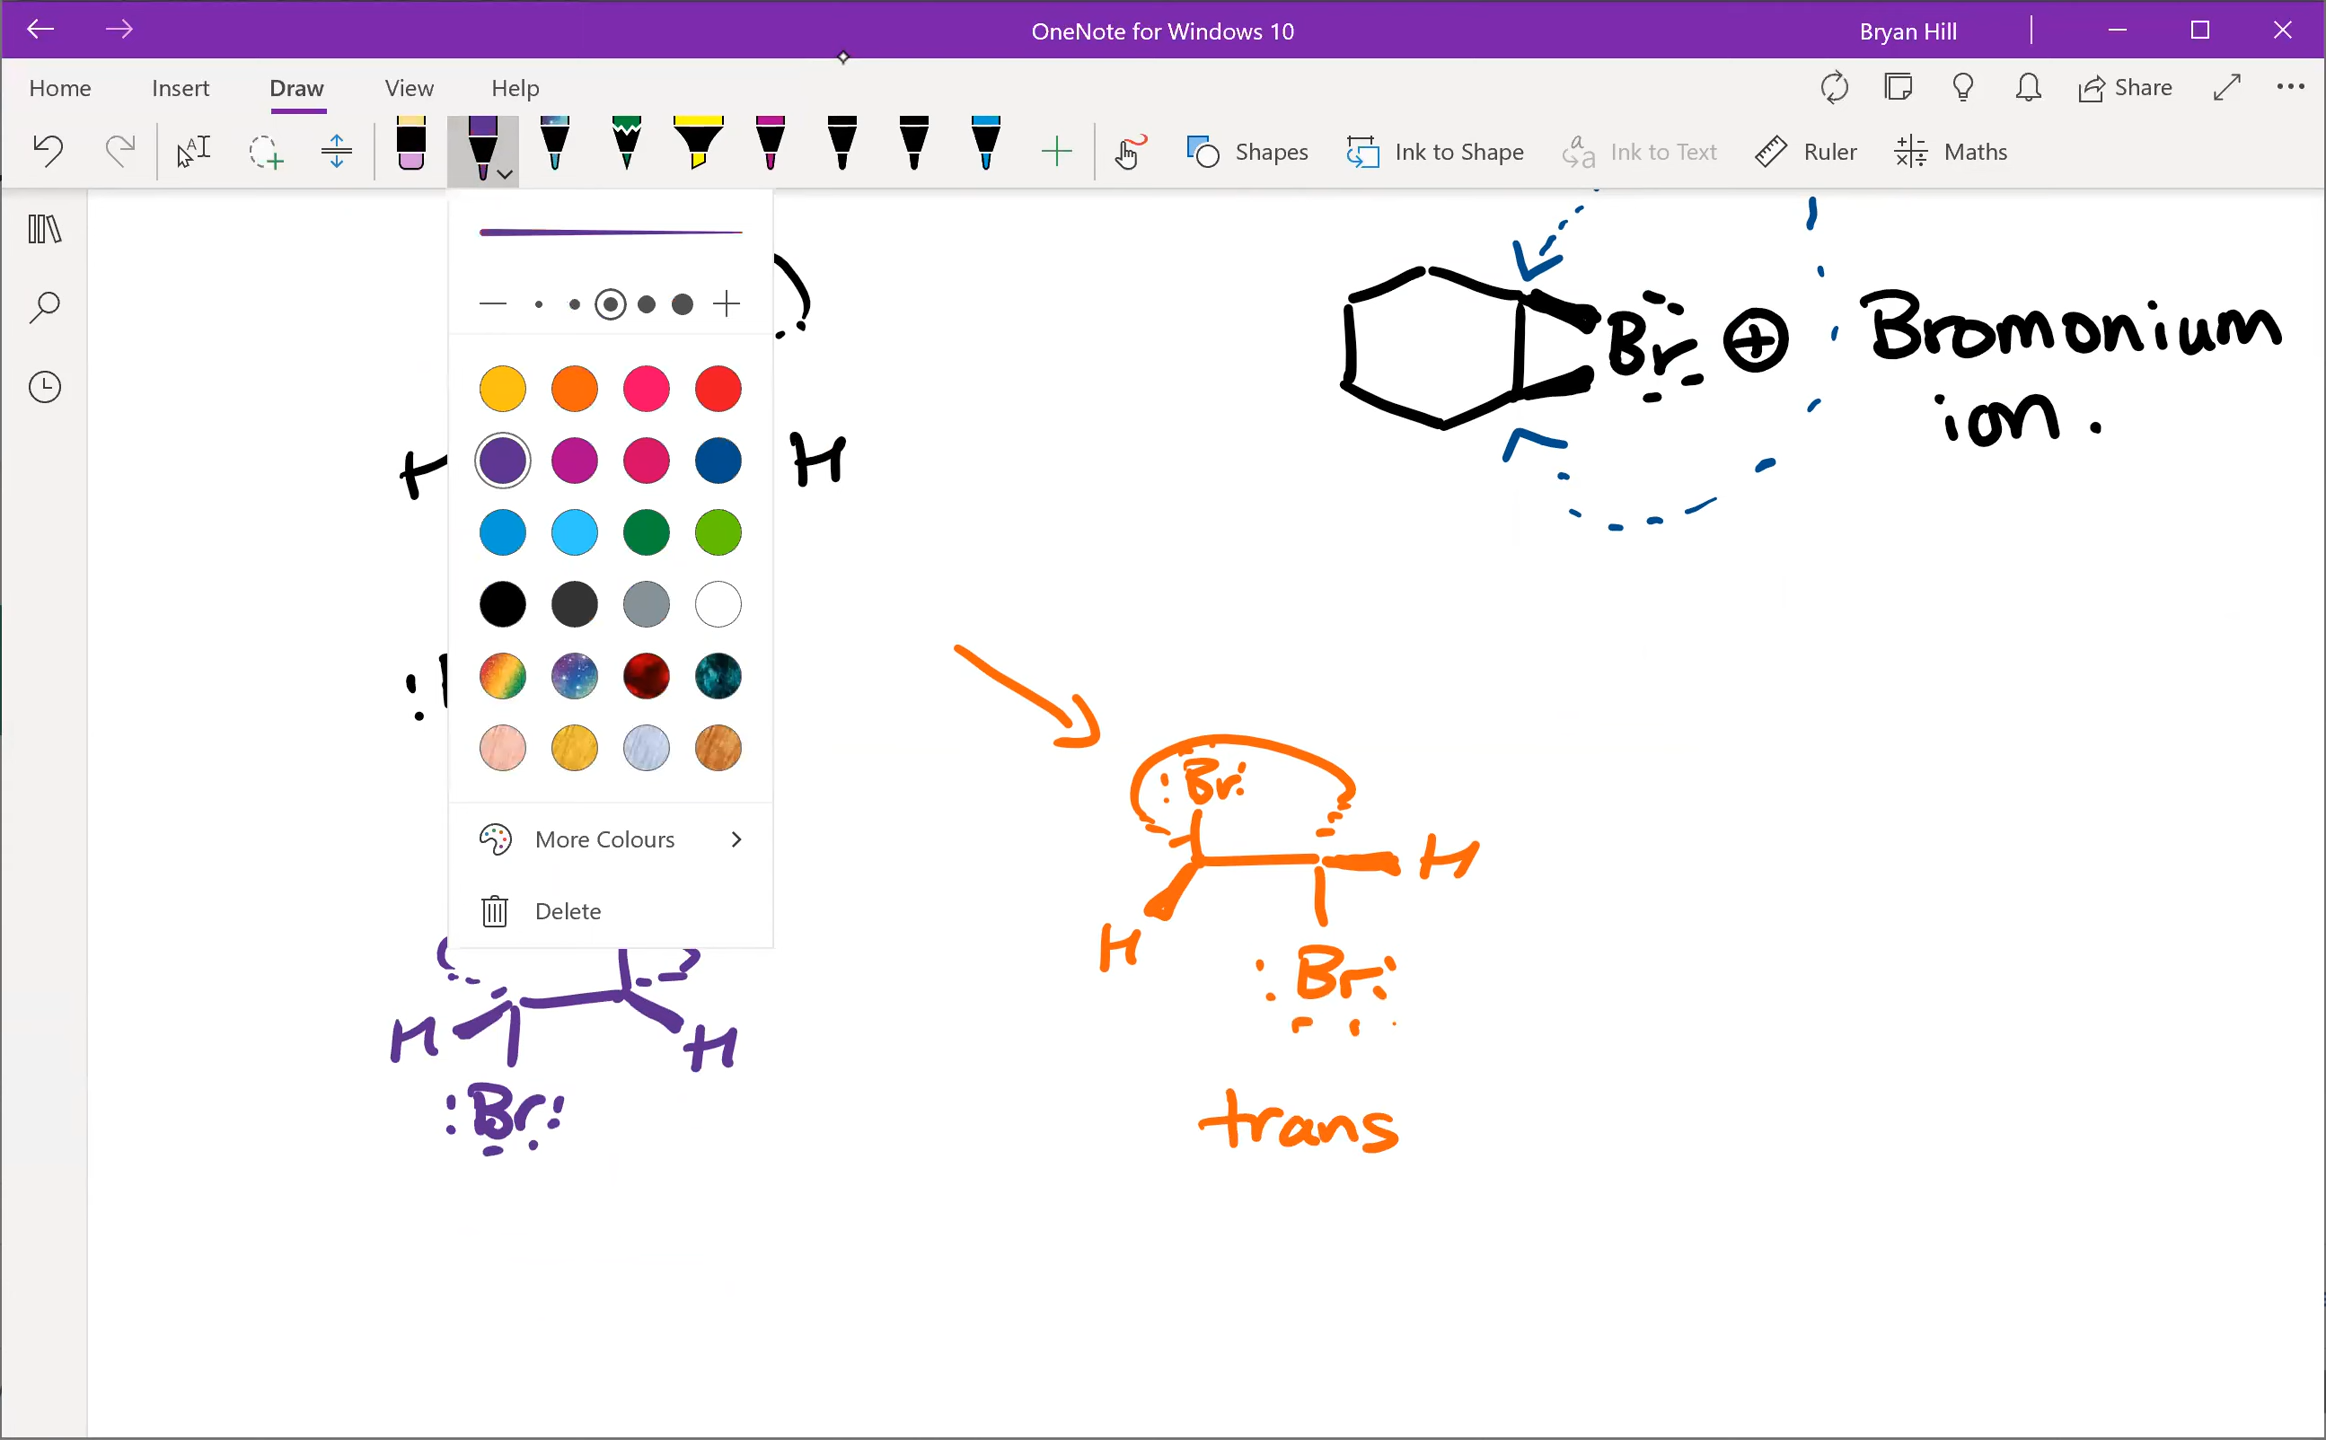 OneNote for Windows 10
Bryan Hill
Home Insert Draw View Help
Share
Shapes Ink to Shape Ink to Text Ruler Maths
Br + Bromonium
ion.
H H
:Br:
H
H
:Br:
trans
More Colours
Delete
H H
:Br: